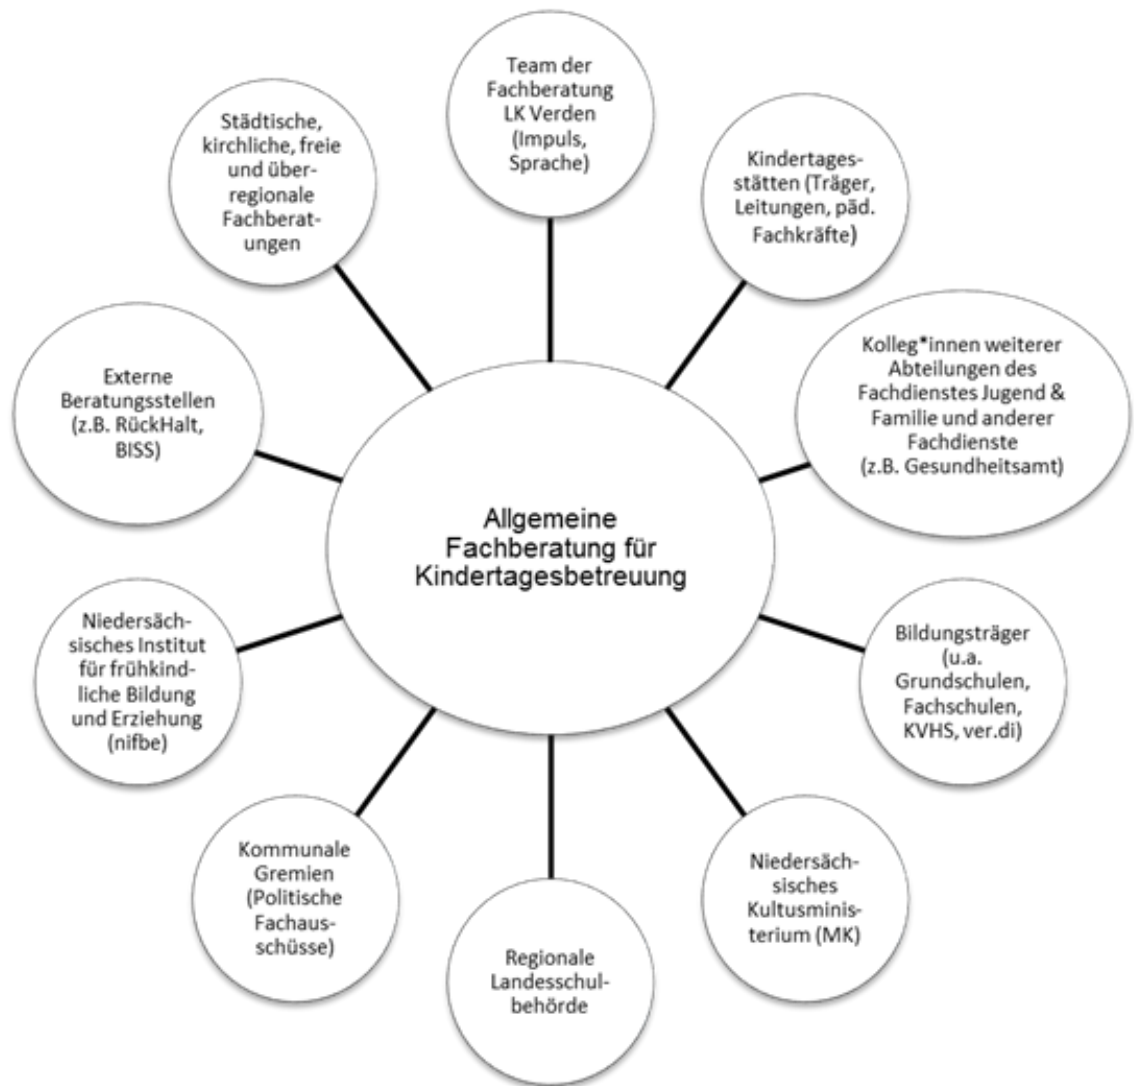 Team der
Fachberatung
LK Verden
(Impuls,
Sprache)
Kindertages-
stätten (Träger,
Leitungen, päd.
Fachkräfte)
Kolleg*innen weiterer
Abteilungen des
Fachdienstes Jugend &
Familie und anderer
Fachdienste
(z.B. Gesundheitsamt)
Bildungsträger
(u.a.
Grundschulen,
Fachschulen,
KVHS, ver.di)
Niedersäch-
sisches
Kultusminis-
terium (MK)
Regionale
Landesschul-
behörde
Kommunale
Gremien
(Politische
Fachaus-
schüsse)
Niedersäch-
sisches Institut
für frühkind-
liche Bildung
und Erziehung
(nifbe)
Externe
Beratungsstellen
(z.B. RückHalt,
BISS)
Städtische,
kirchliche, freie
und über-
regionale
Fachberat-
ungen
Allgemeine
Fachberatung für
Kindertagesbetreuung